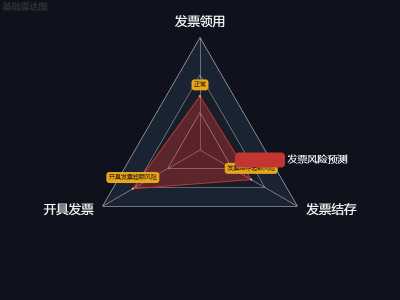 基础雷达图
发票领用
正常
发票风险预测
发票结存超额风险
开具发票超额风险
开具发票
发票结存